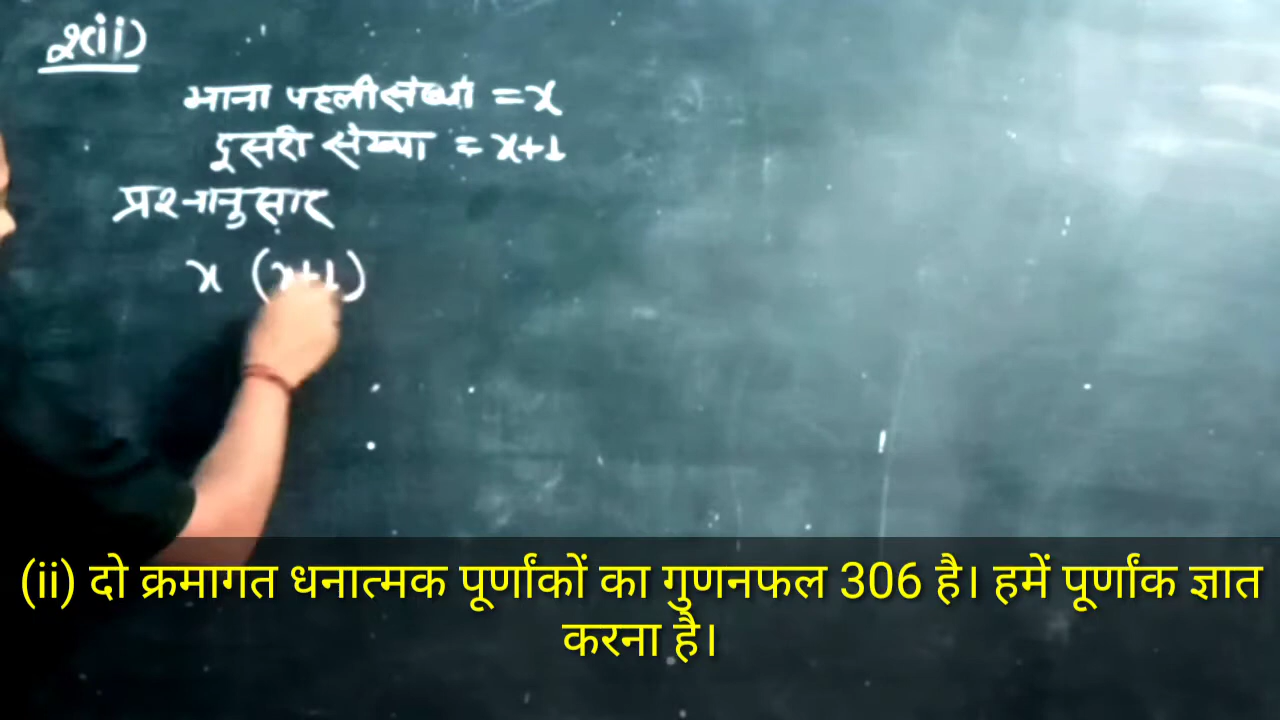 2(ii)
माना पहली संख्या = x
दूसरी संख्या = x+1
प्रश्नानुसार
x (x+1)
(ii) दो क्रमागत धनात्मक पूर्णांकों का गुणनफल 306 है। हमें पूर्णांक ज्ञात
करना है।